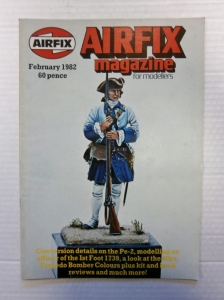 AIRFIX
AIRFIX
magazine
for modellers
February 1982
60 pence
Conversion details on the Pe-2, modelling an
officer of the 1st Foot 1739, a look at the
Torpedo Bomber Colours plus kit and book
reviews and much more!